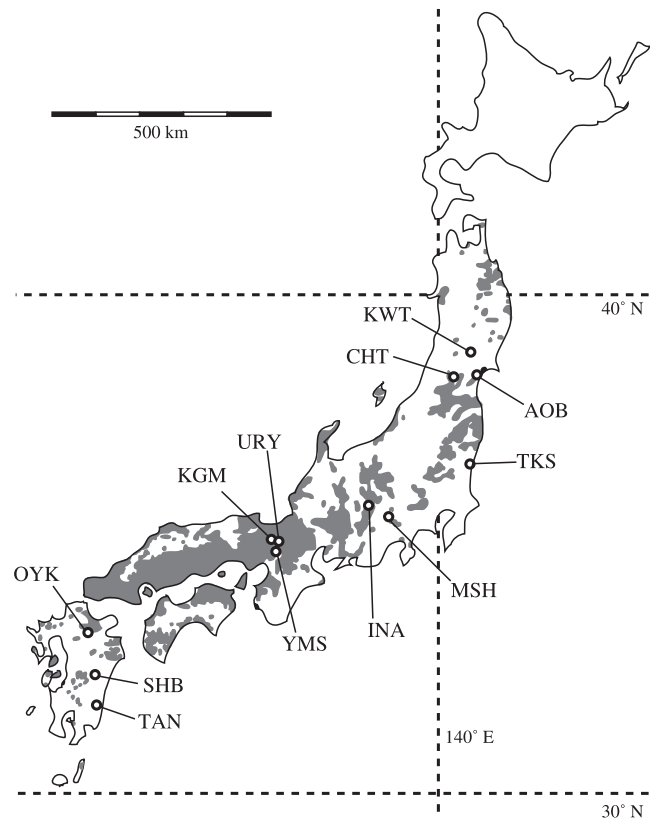 500 km
40° N
KWT
CHT
AOB
URY
TKS
KGM
OYK
MSH
YMS
INA
SHB
TAN
140° E
30° N